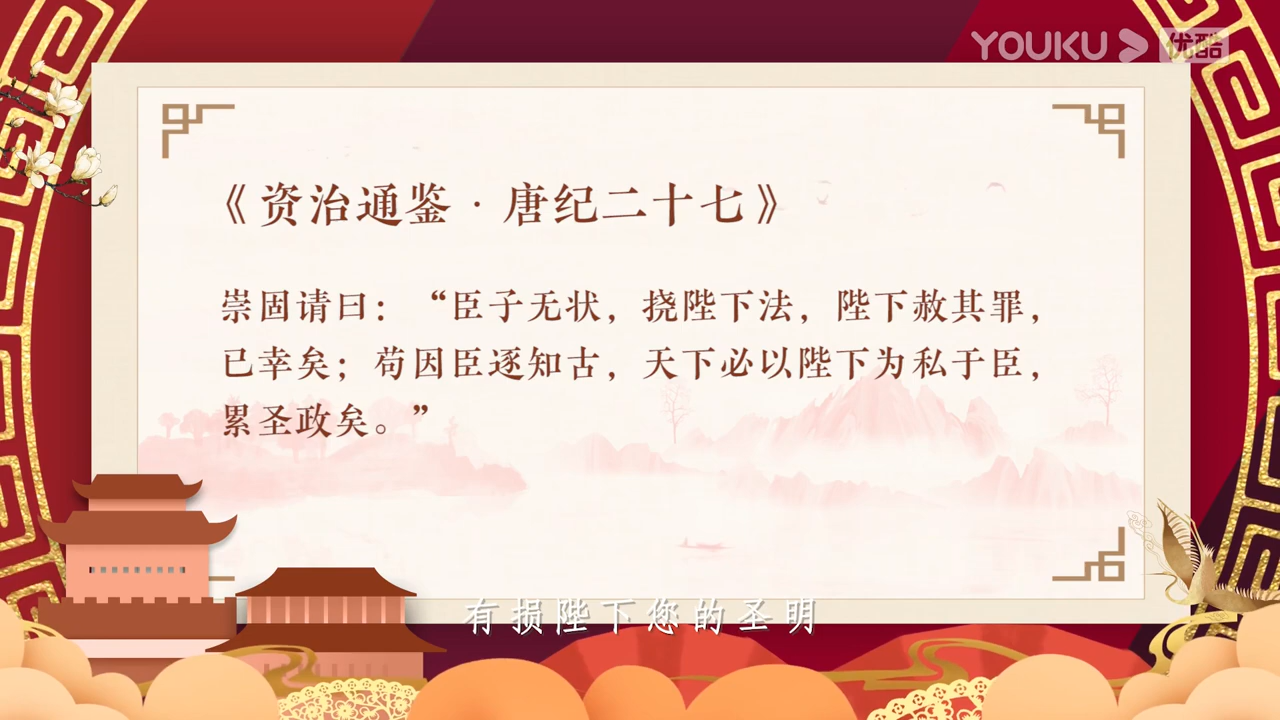 YOUKU 优酷
《资治通鉴·唐纪二十七》
崇固请曰：“臣子无状，挠陛下法，陛下赦其罪，
已幸矣；苟因臣逐知古，天下必以陛下为私于臣，
累圣政矣。”
有损陛下您的圣明